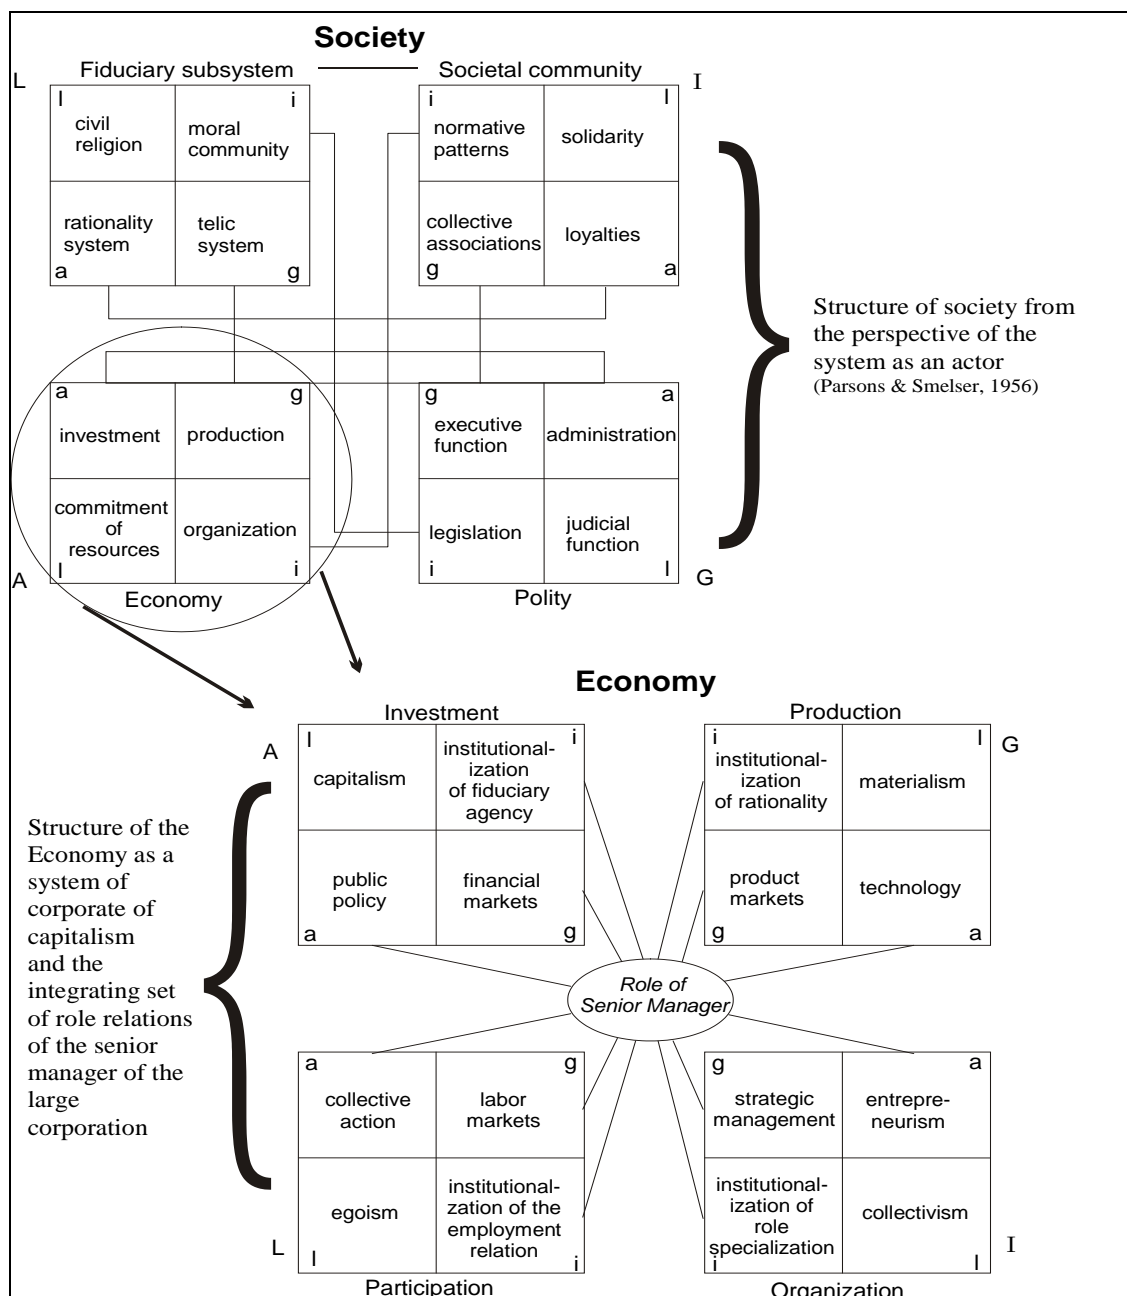 Society
Fiduciary subsystem
Societal community
L
I
l
i
civil
religion
moral
community
rationality
system
telic
system
a
g
i
l
normative
patterns
solidarity
collective
associations
loyalties
g
a
Structure of society from
the perspective of the
system as an actor
(Parsons & Smelser, 1956)
a
g
investment
production
commitment
of
resources
organization
l
i
A
Economy
g
a
executive
function
administration
legislation
judicial
function
i
l
G
Polity
Economy
Investment
Production
A
G
l
i
capitalism
institutional-
ization
of fiduciary
agency
public
policy
financial
markets
a
g
i
l
institutional-
ization
of rationality
materialism
product
markets
technology
g
a
Structure of the
Economy as a
system of
corporate of
capitalism
and the
integrating set
of role relations
of the senior
manager of the
large
corporation
Role of
Senior Manager
a
g
collective
action
labor
markets
egoism
institutional-
zation of the
employment
relation
l
i
L
Participation
g
a
strategic
management
entrepre-
neurism
institutional-
ization of
role
specialization
collectivism
i
l
I
Organization